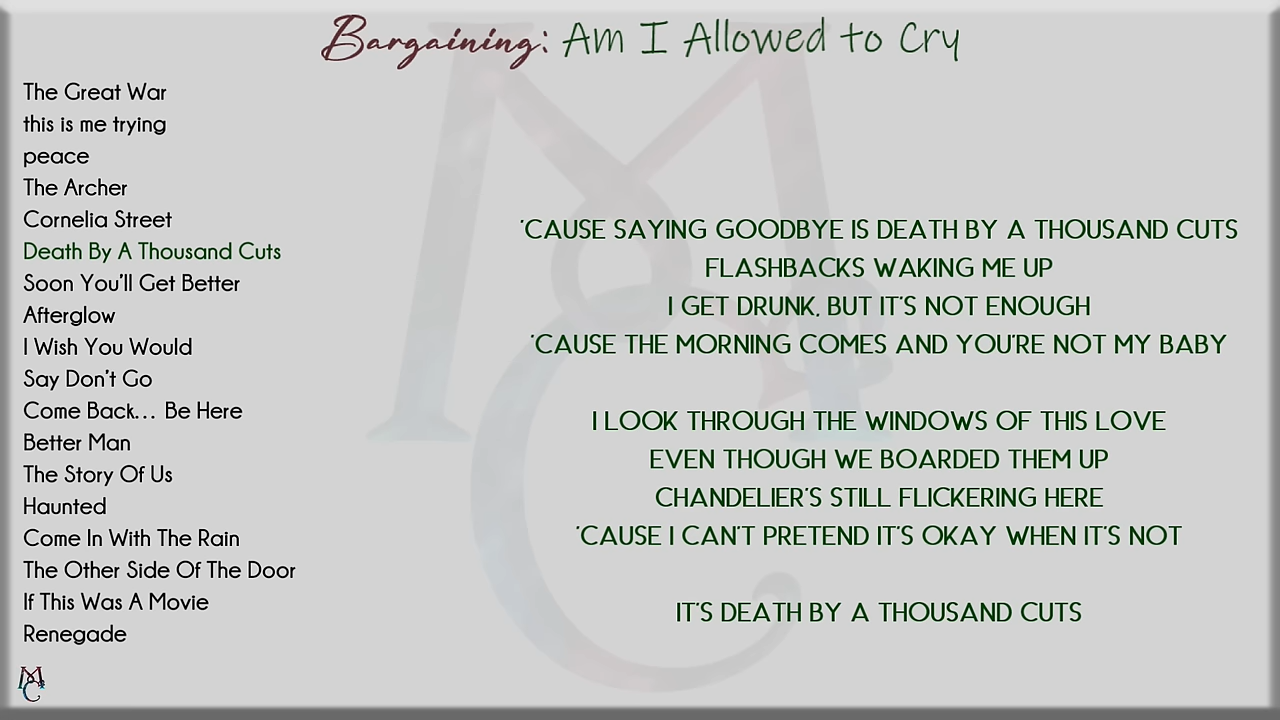 Bargaining: Am I Allowed to Cry
The Great War
this is me trying
peace
The Archer
Cornelia Street
Death By A Thousand Cuts
Soon You'll Get Better
Afterglow
I Wish You Would
Say Don't Go
Come Back... Be Here
Better Man
The Story Of Us
Haunted
Come In With The Rain
The Other Side Of The Door
If This Was A Movie
Renegade
'CAUSE SAYING GOODBYE IS DEATH BY A THOUSAND CUTS
FLASHBACKS WAKING ME UP
I GET DRUNK, BUT IT'S NOT ENOUGH
'CAUSE THE MORNING COMES AND YOU'RE NOT MY BABY
I LOOK THROUGH THE WINDOWS OF THIS LOVE
EVEN THOUGH WE BOARDED THEM UP
CHANDELIER'S STILL FLICKERING HERE
'CAUSE I CAN'T PRETEND IT'S OKAY WHEN IT'S NOT
IT'S DEATH BY A THOUSAND CUTS